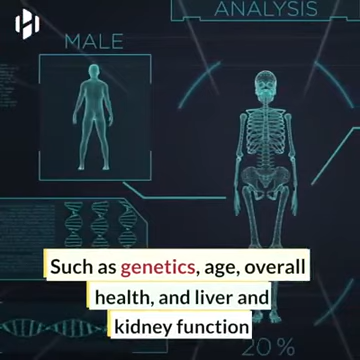 ANALYSIS
MALE
Such as genetics, age, overall
health, and liver and
kidney function
20%